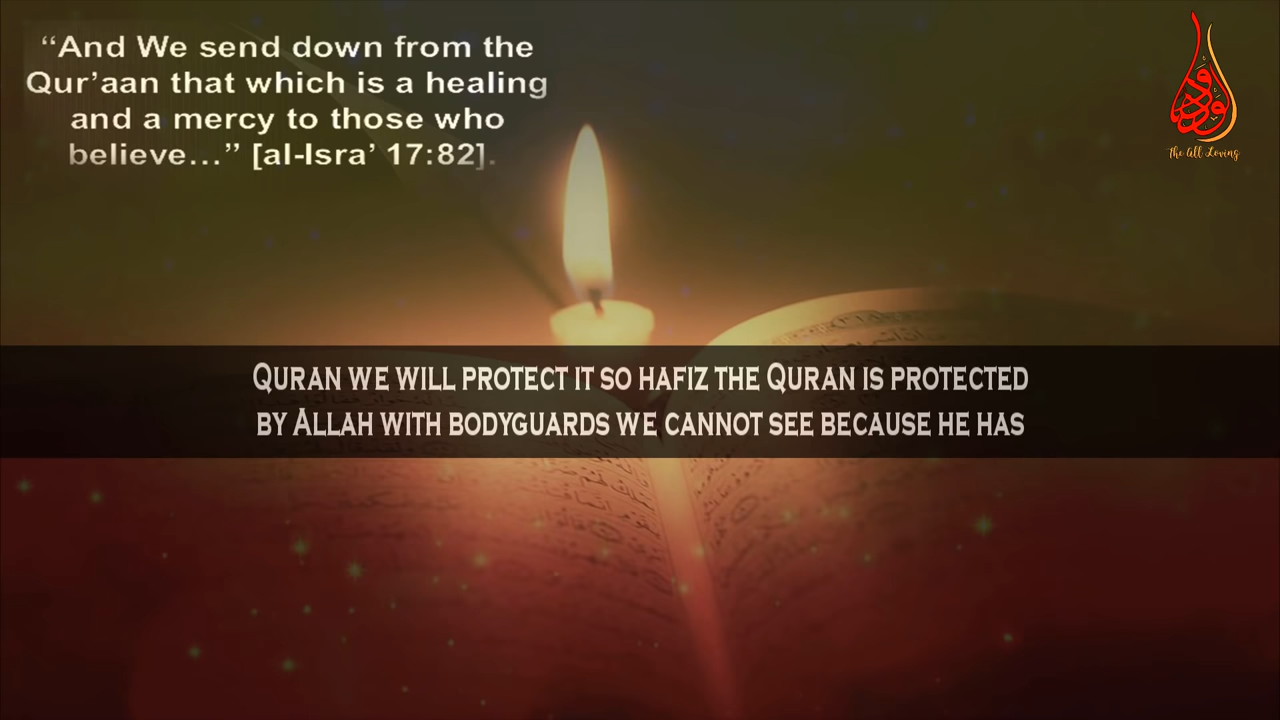 “And We send down from the
Qur’aan that which is a healing
and a mercy to those who
believe...” [al-Isra’ 17:82].
The All Loving
QURAN WE WILL PROTECT IT SO HAFIZ THE QURAN IS PROTECTED
BY ALLAH WITH BODYGUARDS WE CANNOT SEE BECAUSE HE HAS